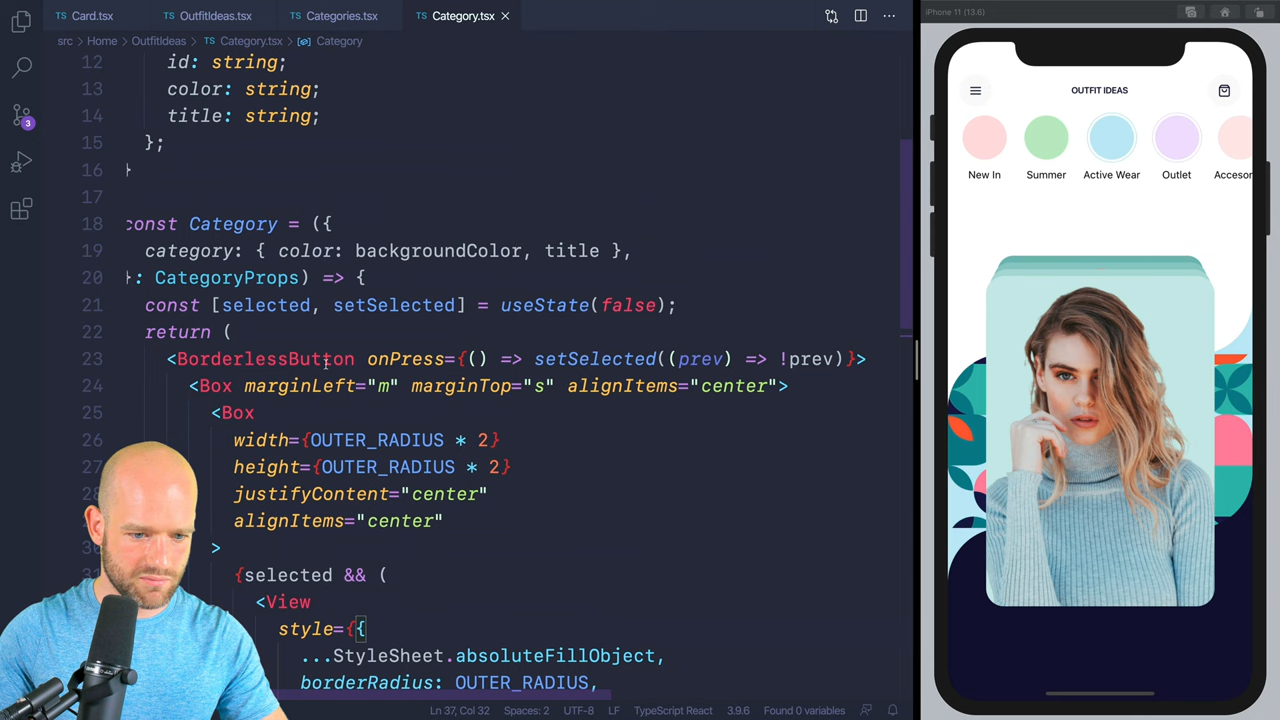 Card.tsx
OutfitIdeas.tsx
Categories.tsx
Category.tsx
iPhone 11 (13.6)
src > Home > OutfitIdeas > Category.tsx > Category
12 id: string;
13 color: string;
14 title: string;
15 };
16 }
17
18 const Category = ({
19 category: { color: backgroundColor, title },
20 }: CategoryProps) => {
21 const [selected, setSelected] = useState(false);
22 return (
23 <BorderlessButton onPress={() => setSelected((prev) => !prev)}>
24 <Box marginLeft="m" marginTop="s" alignItems="center">
25 <Box
26 width={OUTER_RADIUS * 2}
27 height={OUTER_RADIUS * 2}
justifyContent="center"
alignItems="center"
>
{selected && (
<View
style={{
...StyleSheet.absoluteFillObject,
borderRadius: OUTER_RADIUS,
3
Ln 37, Col 32
Spaces: 2
UTF-8
LF
TypeScript React
3.9.6
Found 0 variables
OUTFIT IDEAS
New In
Summer
Active Wear
Outlet
Accesor